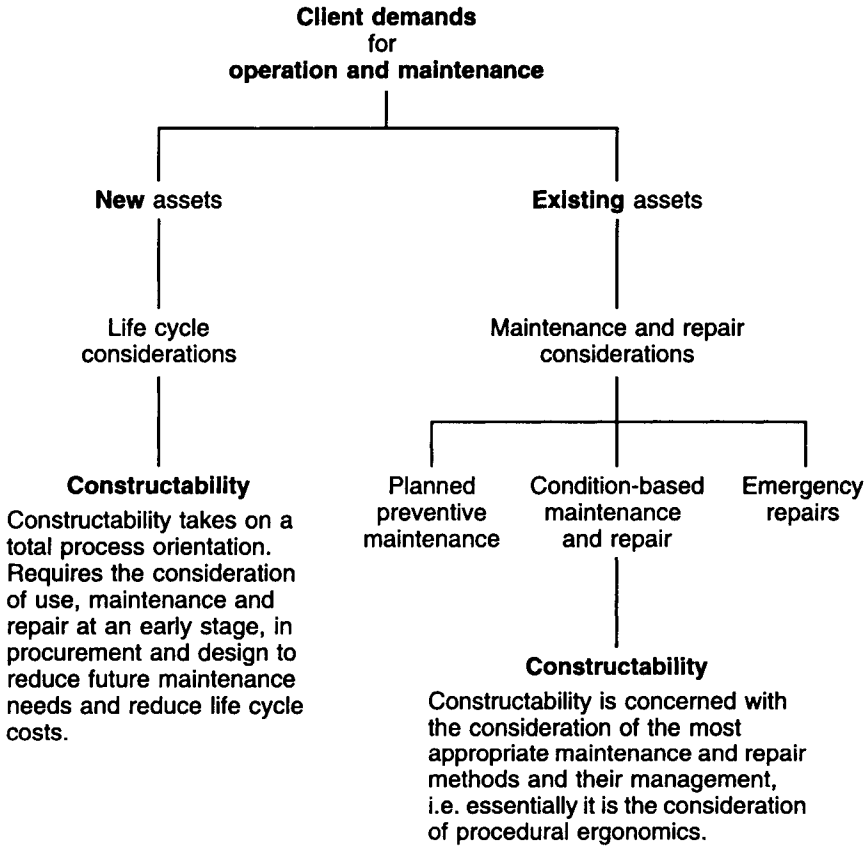 Client demands
for
operation and maintenance
New assets
Existing assets
Life cycle
considerations
Maintenance and repair
considerations
Constructability
Constructability takes on a
total process orientation.
Requires the consideration
of use, maintenance and
repair at an early stage, in
procurement and design to
reduce future maintenance
needs and reduce life cycle
costs.
Planned
preventive
maintenance
Condition-based
maintenance
and repair
Emergency
repairs
Constructability
Constructability is concerned with
the consideration of the most
appropriate maintenance and repair
methods and their management,
i.e. essentially it is the consideration
of procedural ergonomics.